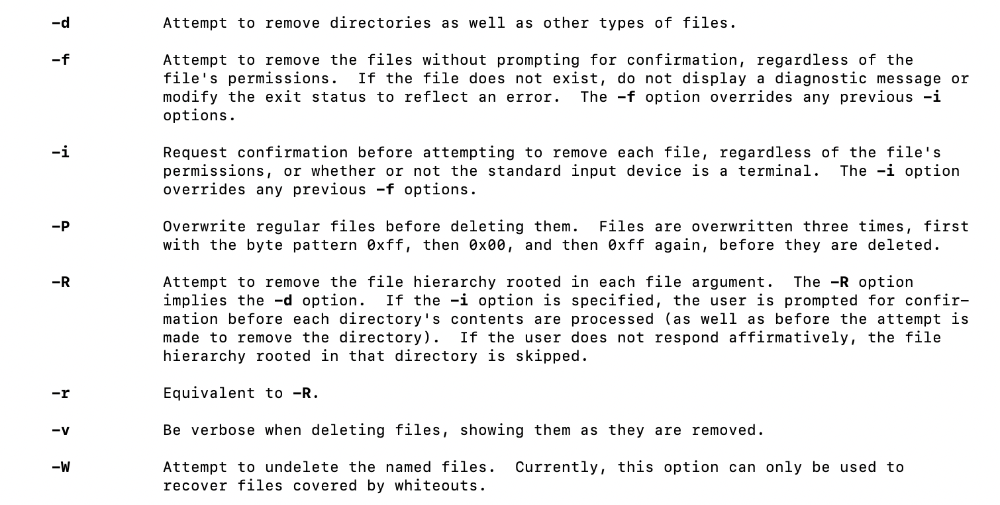 -d Attempt to remove directories as well as other types of files.
-f Attempt to remove the files without prompting for confirmation, regardless of the
file's permissions.  If the file does not exist, do not display a diagnostic message or
modify the exit status to reflect an error.  The -f option overrides any previous -i
options.
-i Request confirmation before attempting to remove each file, regardless of the file's
permissions, or whether or not the standard input device is a terminal.  The -i option
overrides any previous -f options.
-P Overwrite regular files before deleting them.  Files are overwritten three times, first
with the byte pattern 0xff, then 0x00, and then 0xff again, before they are deleted.
-R Attempt to remove the file hierarchy rooted in each file argument.  The -R option
implies the -d option.  If the -i option is specified, the user is prompted for confir-
mation before each directory's contents are processed (as well as before the attempt is
made to remove the directory).  If the user does not respond affirmatively, the file
hierarchy rooted in that directory is skipped.
-r Equivalent to -R.
-v Be verbose when deleting files, showing them as they are removed.
-W Attempt to undelete the named files.  Currently, this option can only be used to
recover files covered by whiteouts.